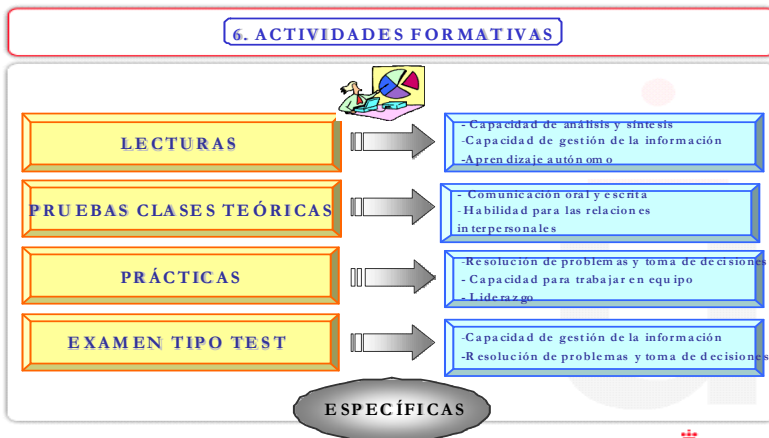 6. ACTIVIDADES FORMATIVAS
LECTURAS
- Capacidad de análisis y síntesis
-Capacidad de gestión de la información
-Aprendizaje autónomo
PRUEBAS CLASES TEÓRICAS
- Comunicación oral y escrita
-Habilidad para las relaciones
interpersonales
PRÁCTICAS
-Resolución de problemas y toma de decisiones
- Capacidad para trabajar en equipo
- Liderazgo
EXAMEN TIPO TEST
-Capacidad de gestión de la información
-Resolución de problemas y toma de decisiones
ESPECÍFICAS